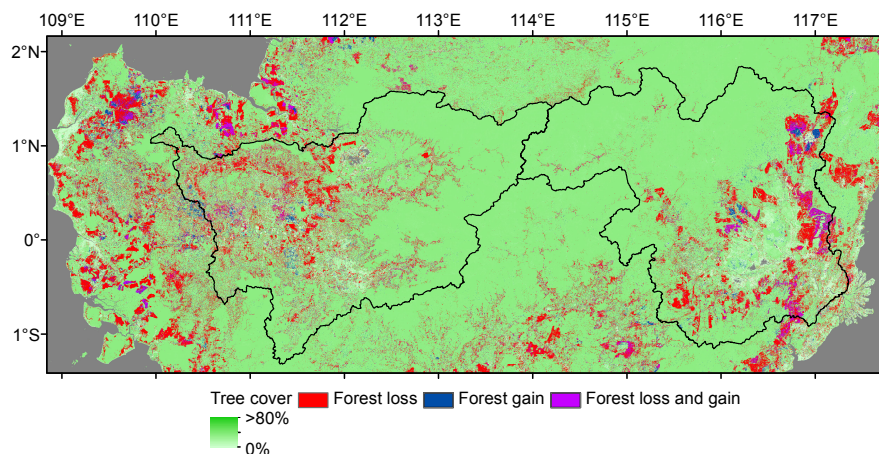 109°E 110°E 111°E 112°E 113°E 114°E 115°E 116°E 117°E
2°N
1°N
0°
1°S
Tree cover Forest loss Forest gain Forest loss and gain
>80%
0%